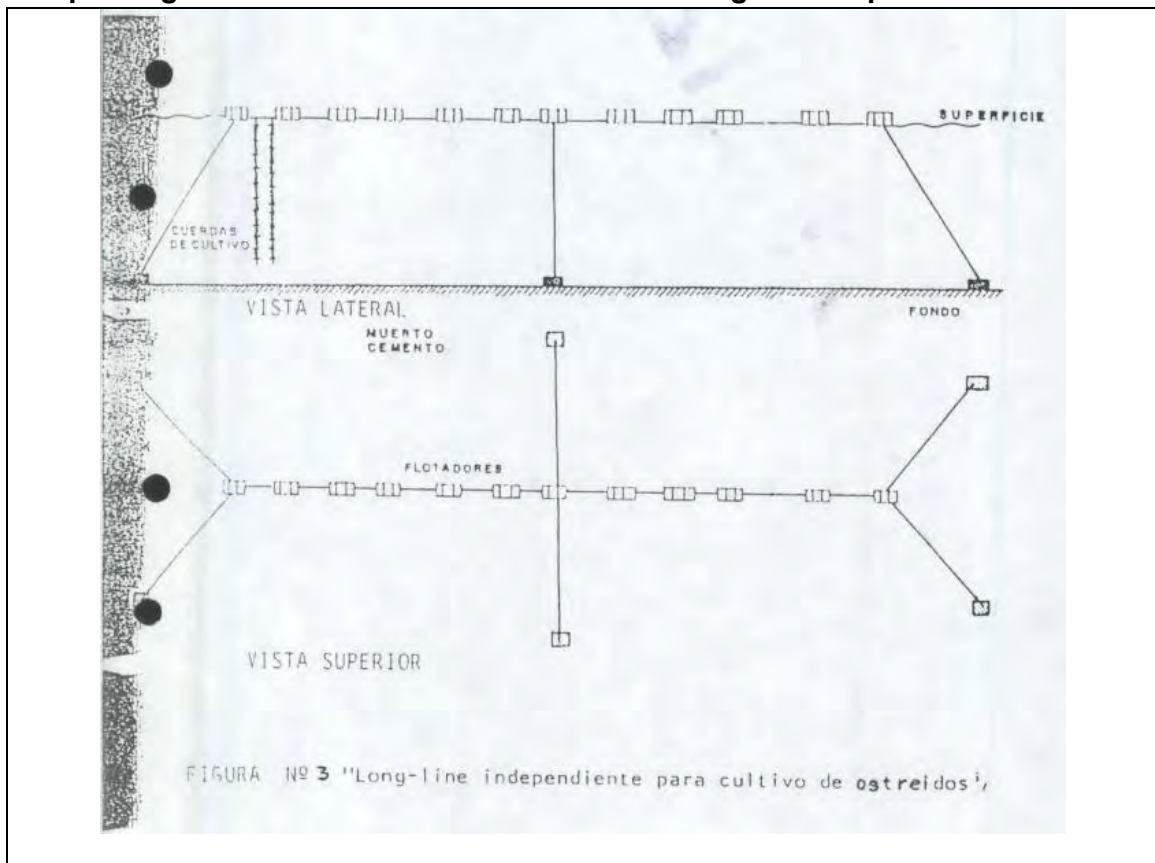 SUPERFICIE
CUERDAS
DE CULTIVO
VISTA LATERAL
FONDO
MUERTO
CEMENTO
FLOTADORES
VISTA SUPERIOR
FIGURA Nº 3 "Long-line independiente para cultivo de ostreidos",